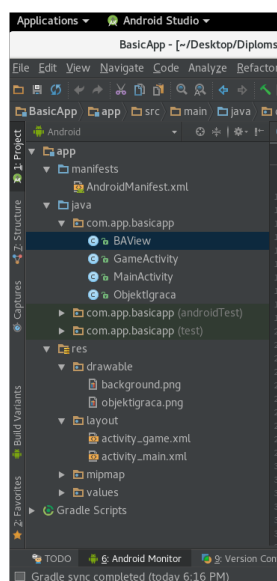 Applications Android Studio
BasicApp - [~/Desktop/Diploms
File Edit View Navigate Code Analyze Refactor
BasicApp app src main java
1: Project
Android
app
manifests
AndroidManifest.xml
java
com.app.basicapp
BAView
GameActivity
MainActivity
ObjektIgraca
com.app.basicapp (androidTest)
com.app.basicapp (test)
res
drawable
background.png
objektigraca.png
layout
activity_game.xml
activity_main.xml
mipmap
values
Gradle Scripts
Z: Structure
Captures
Build Variants
2: Favorites
TODO 6: Android Monitor 9: Version Con
Gradle sync completed (today 6:16 PM)